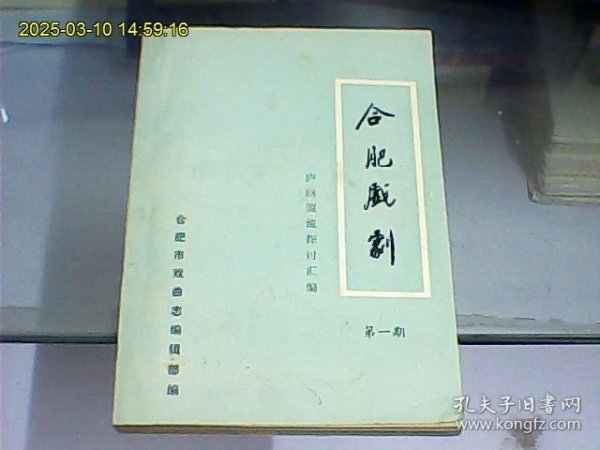 2025-03-10 14:59:16
合肥戏剧
庐剧源流探讨汇编
合肥市戏曲志编辑部编
第一期
孔夫子旧书网
www.kongfz.com